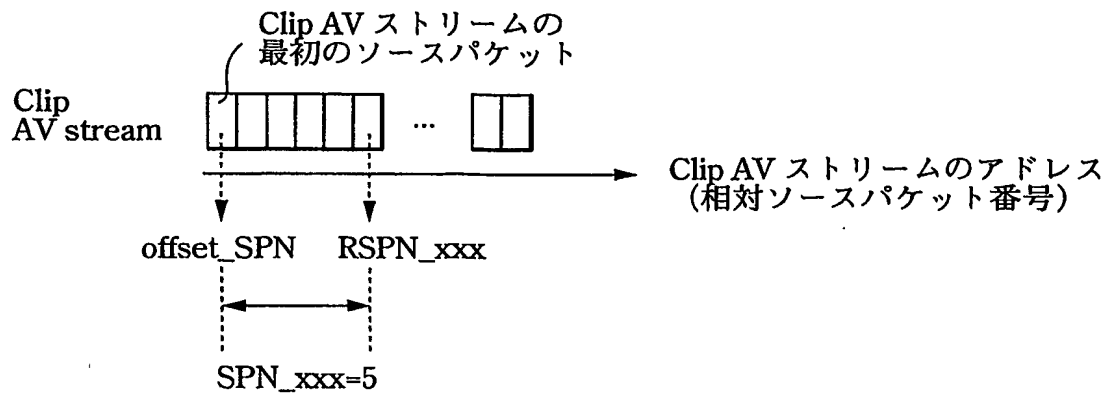 Clip AV ストリームの
最初のソースパケット
Clip
AV stream
...
Clip AV ストリームのアドレス
(相対ソースパケット番号)
offset_SPN RSPN_xxx
SPN_xxx=5